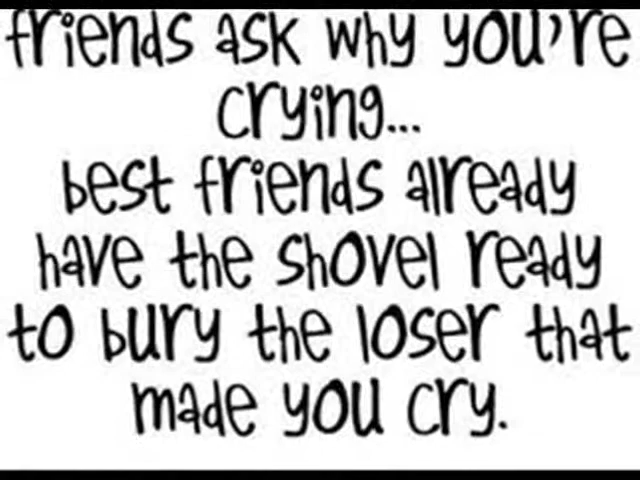 friends ask why you're
crying...
best friends already
have the shovel ready
to bury the loser that
made you cry.